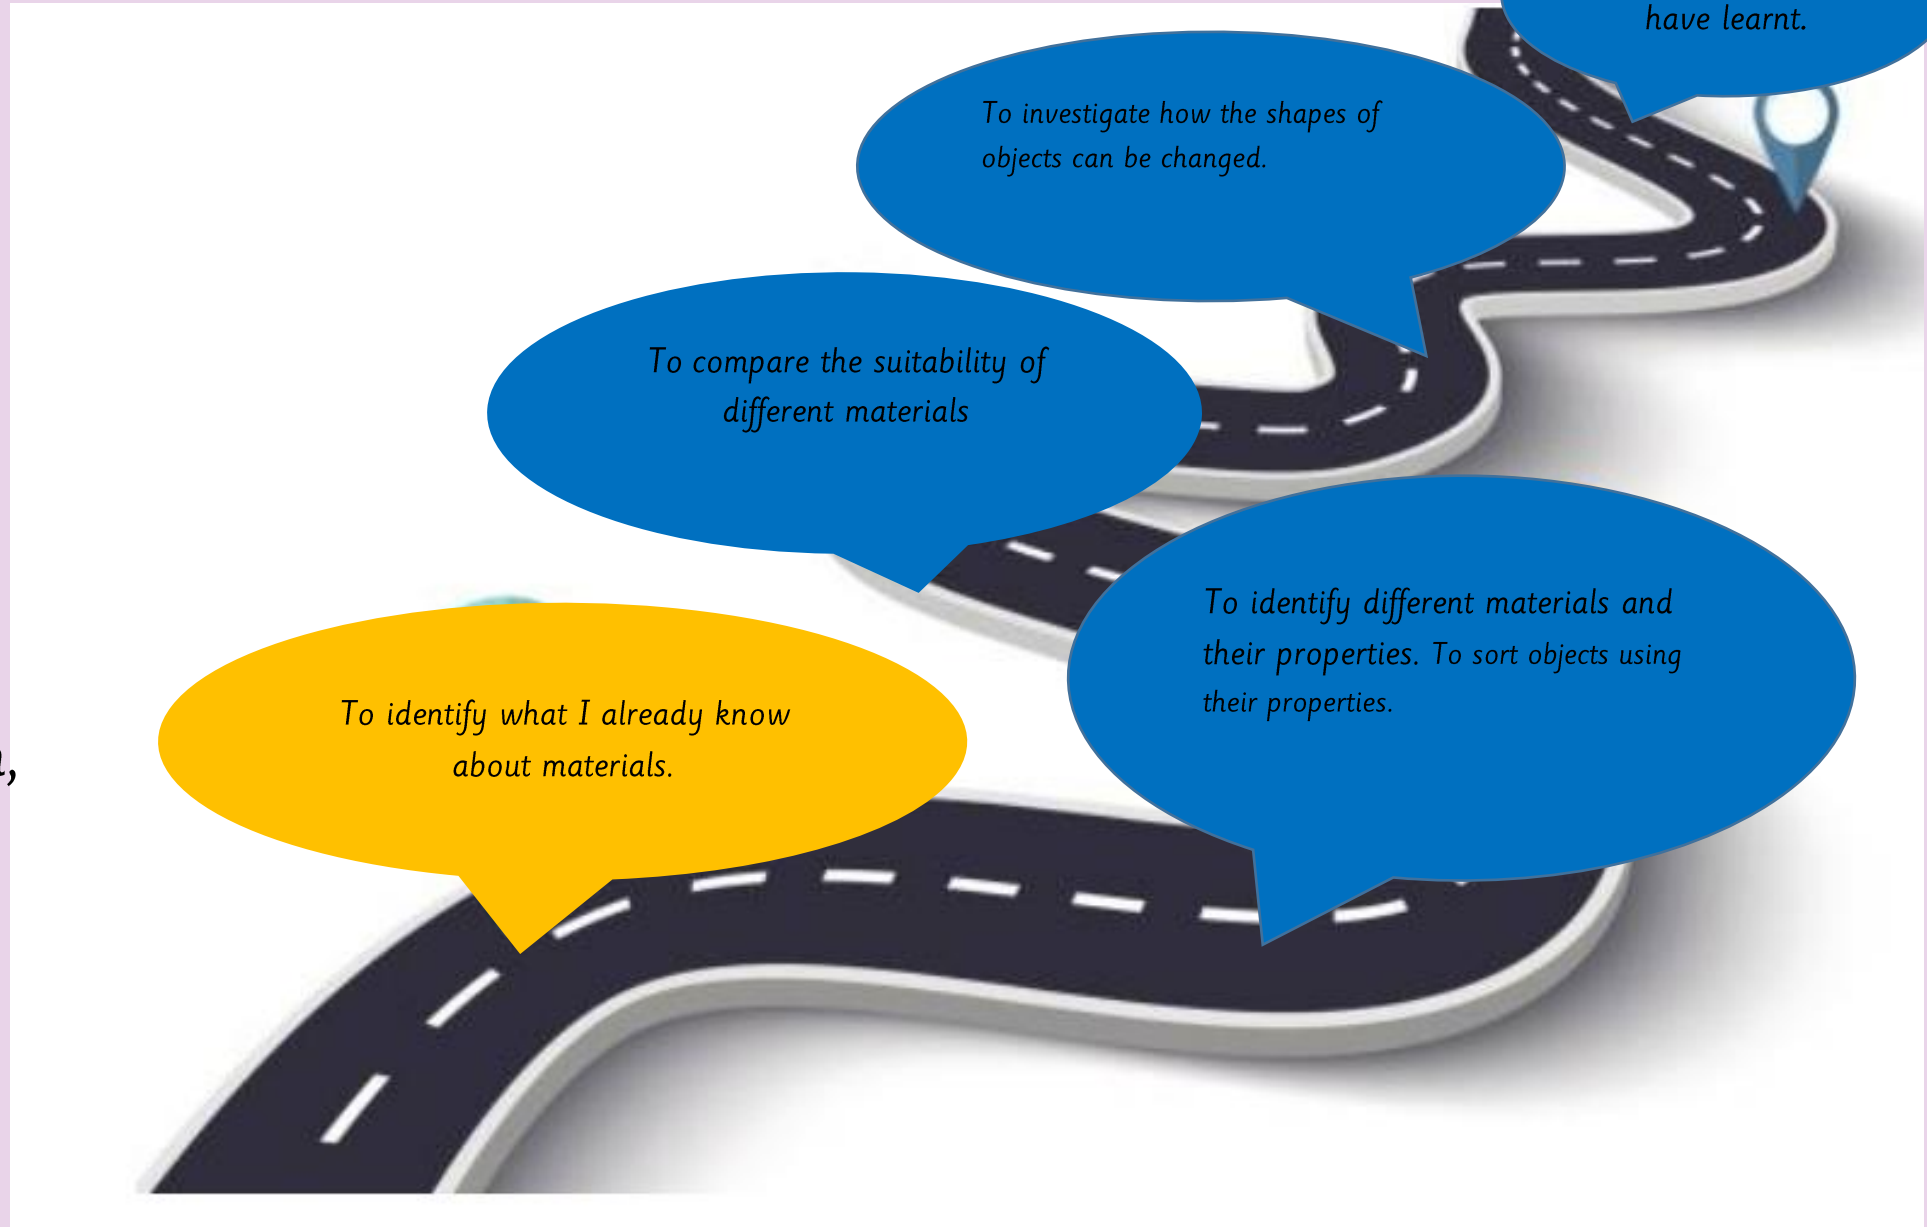 have learnt.
To investigate how the shapes of
objects can be changed.
To compare the suitability of
different materials
To identify different materials and
their properties. To sort objects using
their properties.
To identify what I already know
about materials.